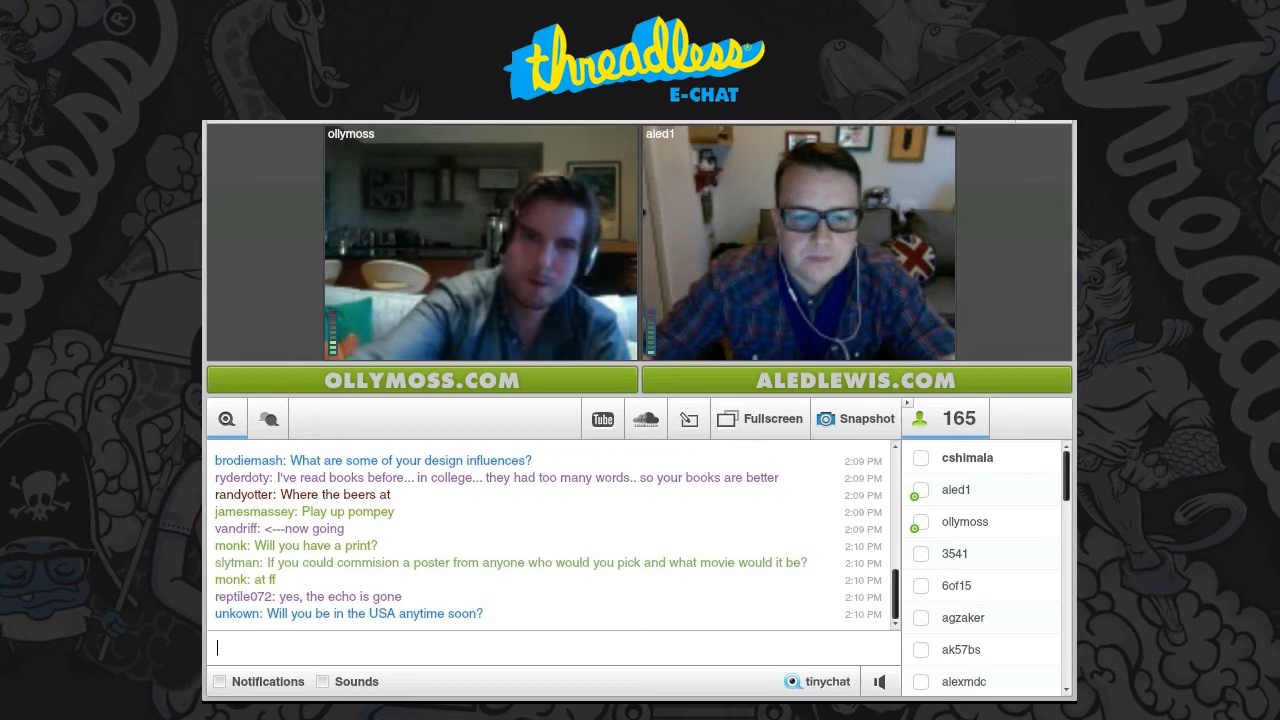 threadless®
E-CHAT
ollymoss
aled1
OLLYMOSS.COM
ALEDLEWIS.COM
You Tube
SOUNDCLOUD
Fullscreen
Snapshot
165
brodiemash: What are some of your design influences? 2:09 PM
ryderdoty: I've read books before... in college... they had too many words.. so your books are better 2:09 PM
randyotter: Where the beers at 2:09 PM
jamesmassey: Play up pompey 2:09 PM
vandriff: <---now going 2:09 PM
monk: Will you have a print? 2:10 PM
slytman: If you could commision a poster from anyone who would you pick and what movie would it be? 2:10 PM
monk: at ff 2:10 PM
reptile072: yes, the echo is gone 2:10 PM
unkown: Will you be in the USA anytime soon? 2:10 PM
cshimala
aled1
ollymoss
3541
6of15
agzaker
ak57bs
alexmdc
Notifications
Sounds
tinychat